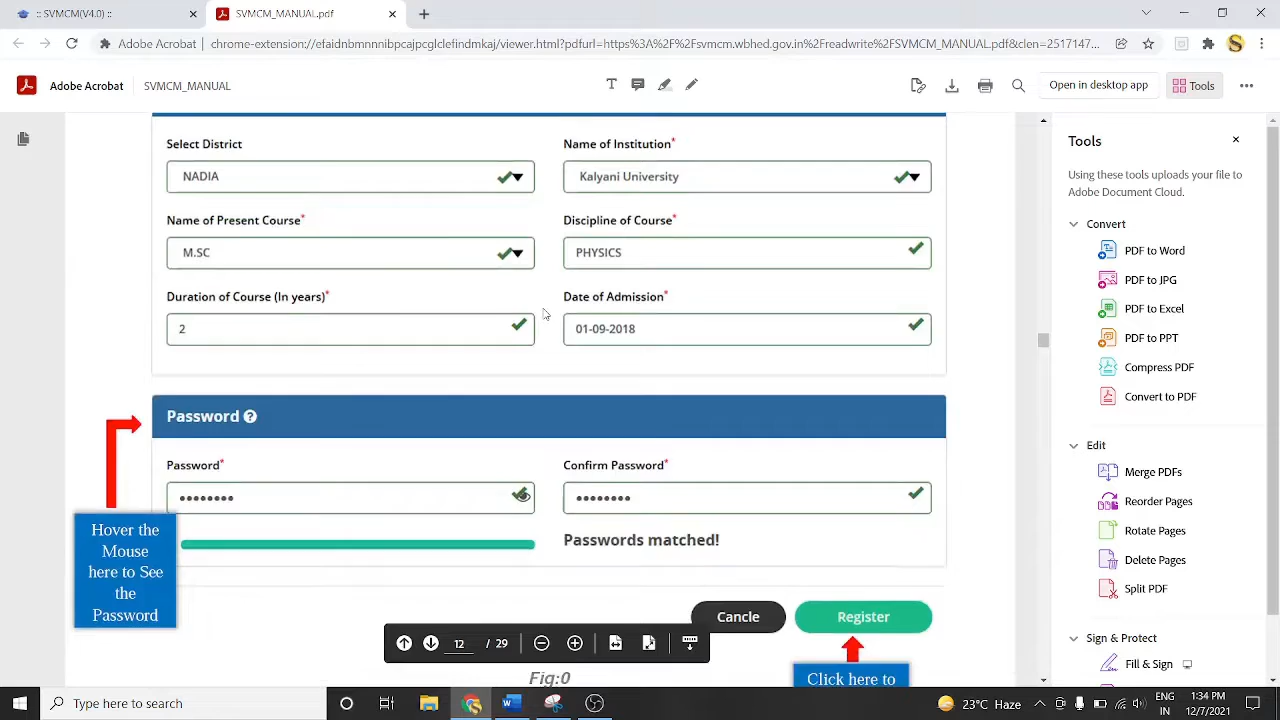 :: SVMCM(V4.0) ::
SVMCM_MANUAL.pdf
Adobe Acrobat chrome-extension://efaidnbmnnnibpcajpcglclefindmkaj/viewer.html?pdfurl=https%3A%2F%2Fsvmcm.wbhed.gov.in%2Freadwrite%2FSVMCM_MANUAL.pdf&clen=2517147...
Adobe Acrobat
SVMCM_MANUAL
Open in desktop app
Tools
Select District
Name of Institution*
NADIA
Kalyani University
Name of Present Course*
Discipline of Course*
M.SC
PHYSICS
Duration of Course (In years)*
Date of Admission*
2
01-09-2018
Password
Password*
Confirm Password*
Passwords matched!
Hover the
Mouse
here to See
the
Password
Cancle
Register
12 / 29
Fig:0
Click here to
Tools
Using these tools uploads your file to
Adobe Document Cloud.
Convert
PDF to Word
PDF to JPG
PDF to Excel
PDF to PPT
Compress PDF
Convert to PDF
Edit
Merge PDFs
Reorder Pages
Rotate Pages
Delete Pages
Split PDF
Sign & Protect
Fill & Sign
Type here to search
23°C Haze
ENG
IN
1:34 PM
12/7/2021